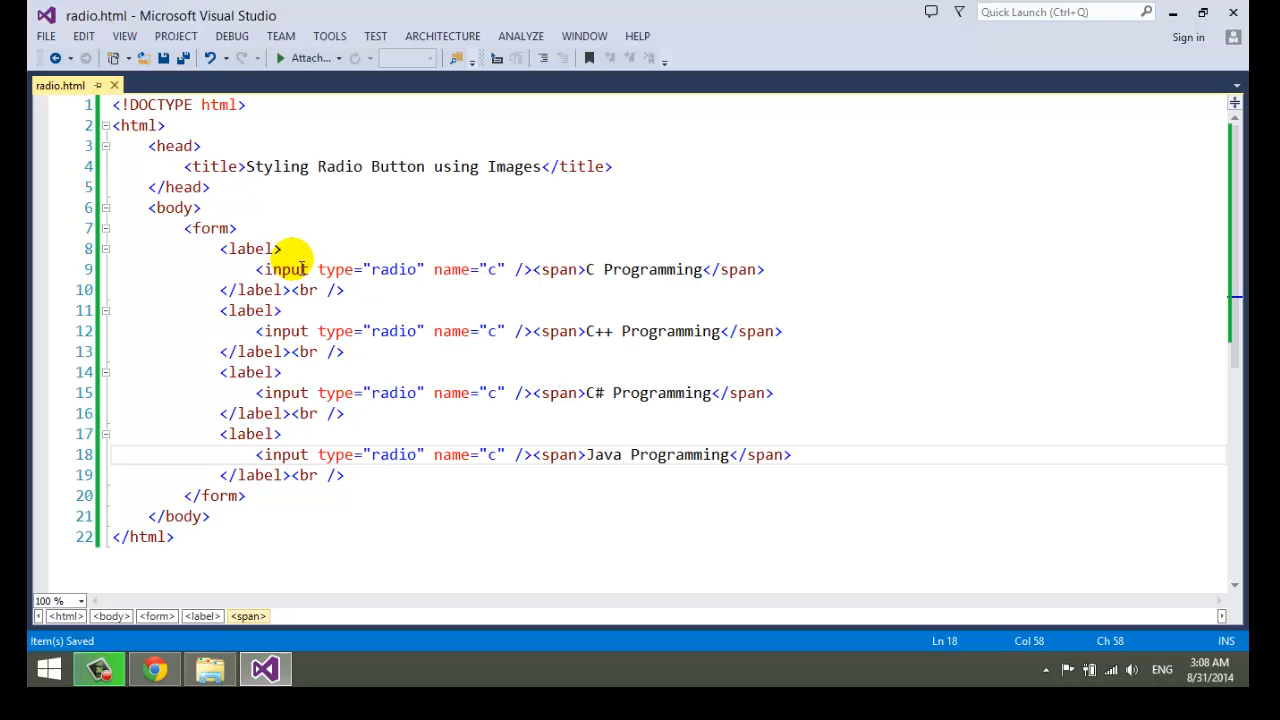 radio.html - Microsoft Visual Studio
Quick Launch (Ctrl+Q)
FILE EDIT VIEW PROJECT DEBUG TEAM TOOLS TEST ARCHITECTURE ANALYZE WINDOW HELP
Sign in
Attach...
radio.html
1 <!DOCTYPE html>
2 <html>
3 <head>
4 <title>Styling Radio Button using Images</title>
5 </head>
6 <body>
7 <form>
8 <label>
9 <input type="radio" name="c" /><span>C Programming</span>
10 </label><br />
11 <label>
12 <input type="radio" name="c" /><span>C++ Programming</span>
13 </label><br />
14 <label>
15 <input type="radio" name="c" /><span>C# Programming</span>
16 </label><br />
17 <label>
18 <input type="radio" name="c" /><span>Java Programming</span>
19 </label><br />
20 </form>
21 </body>
22 </html>
100 %
<html> <body> <form> <label> <span>
Item(s) Saved Ln 18 Col 58 Ch 58 INS
ENG
3:08 AM
8/31/2014